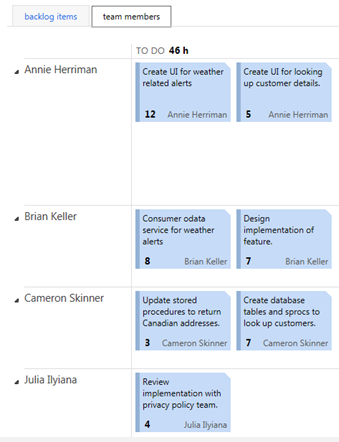 backlog items team members
TO DO 46 h
Annie Herriman
Create UI for weather
related alerts
12 Annie Herriman
Create UI for looking
up customer details.
5 Annie Herriman
Brian Keller
Consumer odata
service for weather
alerts
8 Brian Keller
Design
implementation of
feature.
7 Brian Keller
Cameron Skinner
Update stored
procedures to return
Canadian addresses.
3 Cameron Skinner
Create database
tables and sprocs to
look up customers.
7 Cameron Skinner
Julia Ilyiana
Review
implementation with
privacy policy team.
4 Julia Ilyiana